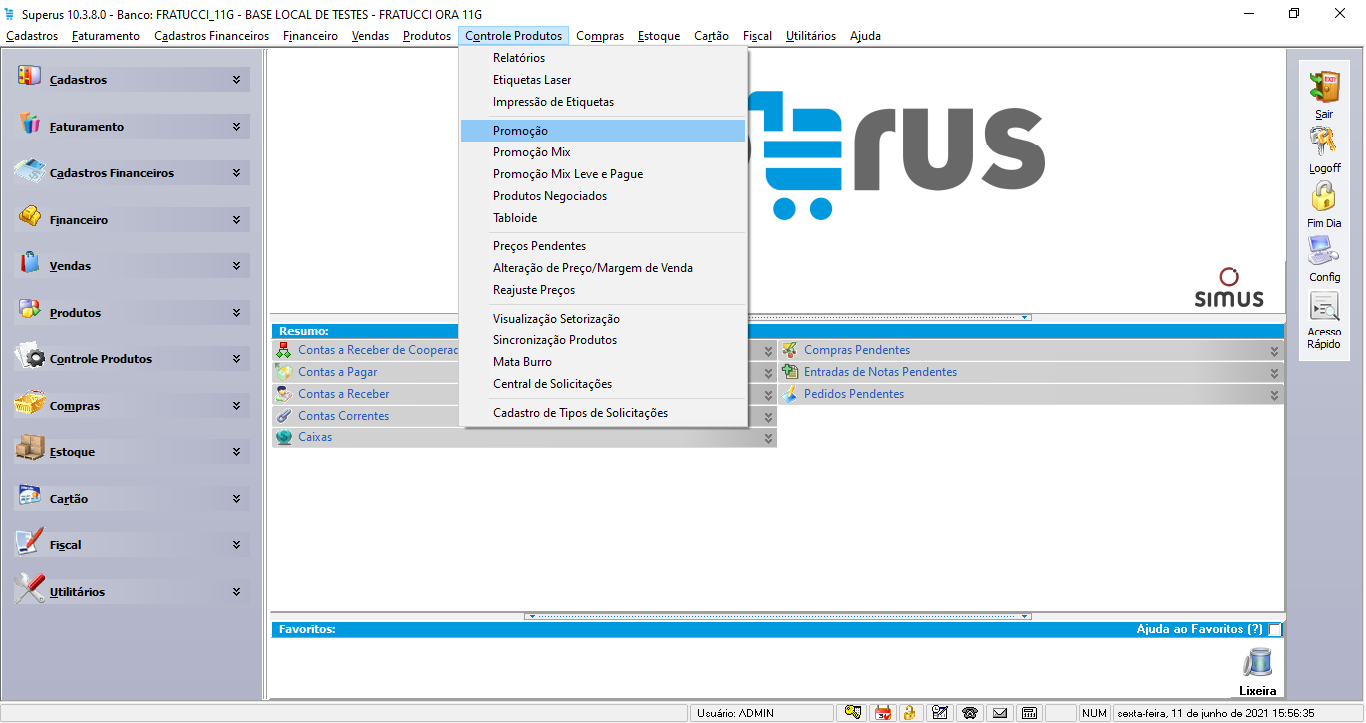 Superus 10.3.8.0 - Banco: FRATUCCI_11G - BASE LOCAL DE TESTES - FRATUCCI ORA 11G
Cadastros Faturamento Cadastros Financeiros Financeiro Vendas Produtos Controle Produtos Compras Estoque Cartão Fiscal Utilitários Ajuda
Cadastros
Faturamento
Cadastros Financeiros
Financeiro
Vendas
Produtos
Controle Produtos
Compras
Estoque
Cartão
Fiscal
Utilitários
Relatórios
Etiquetas Laser
Impressão de Etiquetas
Promoção
Promoção Mix
Promoção Mix Leve e Pague
Produtos Negociados
Tabloide
Preços Pendentes
Alteração de Preço/Margem de Venda
Reajuste Preços
Visualização Setorização
Sincronização Produtos
Mata Burro
Central de Solicitações
Cadastro de Tipos de Solicitações
rus
SIMUS
EXIT
Sair
Logoff
Fim Dia
Config
Acesso
Rápido
Resumo:
Contas a Receber de Coopera
Contas a Pagar
Contas a Receber
Contas Correntes
Caixas
Compras Pendentes
Entradas de Notas Pendentes
Pedidos Pendentes
Favoritos:
Ajuda ao Favoritos (?)
Lixeira
Usuário: ADMIN
NUM
sexta-feira, 11 de junho de 2021 15:56:35